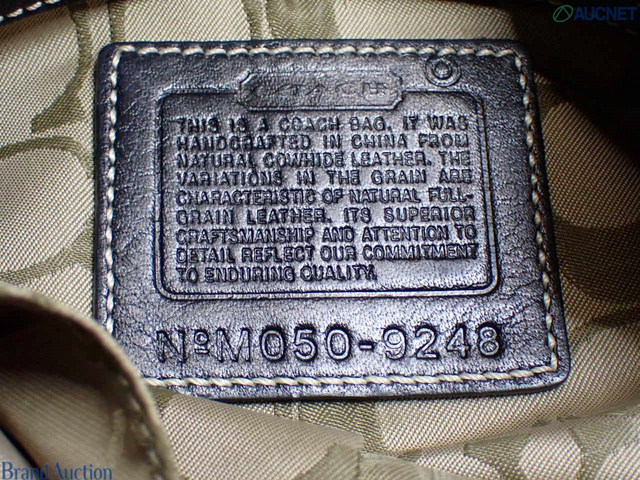 AUCNET
COACH
THIS IS A COACH BAG. IT WAS
HANDCRAFTED IN CHINA FROM
NATURAL COWHIDE LEATHER. THE
VARIATIONS IN THE GRAIN ARE
CHARACTERISTIC OF NATURAL FULL-
GRAIN LEATHER. ITS SUPERIOR
CRAFTSMANSHIP AND ATTENTION TO
DETAIL REFLECT OUR COMMITMENT
TO ENDURING QUALITY.
Nº M050-9248
Brand Auction